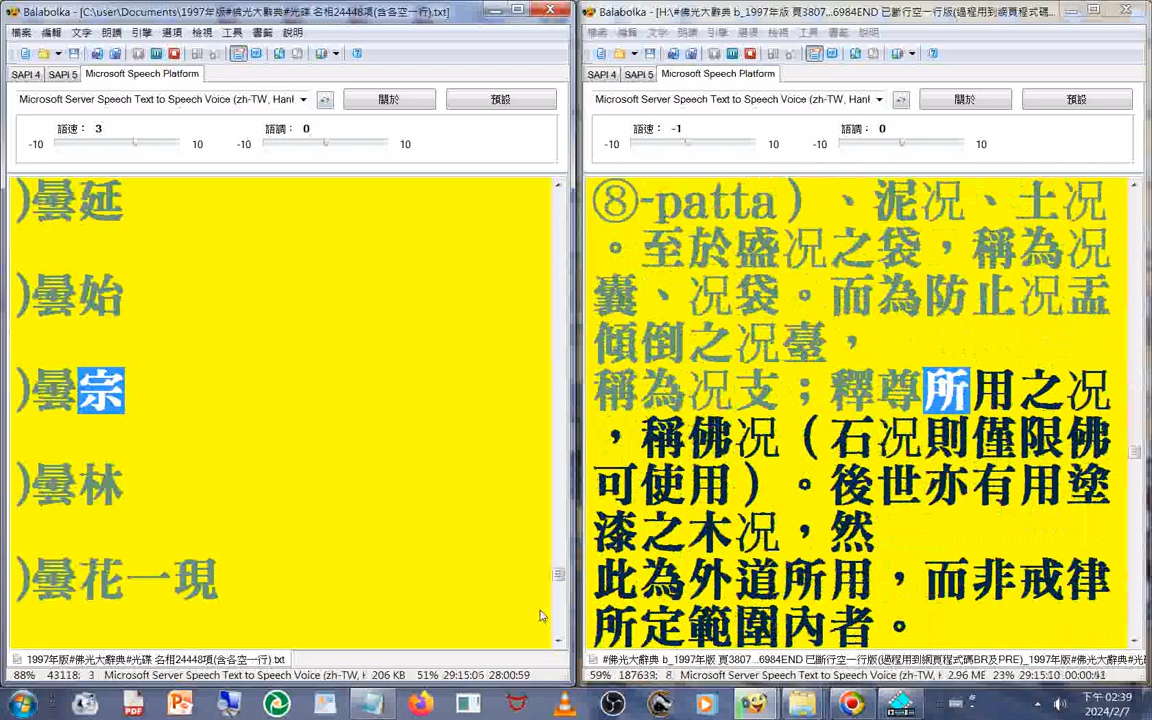 Balabolka - [C:\user\Documents\1997年版#佛光大辭典#光碟 名相24448項(含各空一行).txt]
檔案 編輯 文字 朗讀 引擎 選項 檢視 工具 書籤 說明
SAPI 4 SAPI 5 Microsoft Speech Platform
Microsoft Server Speech Text to Speech Voice (zh-TW, Hanl
關於
預設
語速： 3
語調： 0
-10
10
-10
10
)曇延
)曇始
)曇宗
)曇林
)曇花一現
1997年版#佛光大辭典#光碟 名相24448項(含各空一行).txt
88% 43118: 3 Microsoft Server Speech Text to Speech Voice (zh-TW, H 206 KB 51% 29:15:05 28:00:59
Balabolka - [H:\#佛光大辭典 b_1997年版 頁3807...6984END 已斷行空一行版(過程用到網頁程式碼...
檔案 編輯 文字 朗讀 引擎 選項 檢視 工具 書籤 說明
SAPI 4 SAPI 5 Microsoft Speech Platform
Microsoft Server Speech Text to Speech Voice (zh-TW, Hanl
關於
預設
語速： -1
語調： 0
-10
10
-10
10
⑧-patta）、泥况、土况
。至於盛况之袋，稱為况
囊、况袋。而為防止况盂
傾倒之况臺，
稱為况支；釋尊所用之况
，稱佛况（石况則僅限佛
可使用）。後世亦有用塗
漆之木况，然
此為外道所用，而非戒律
所定範圍內者。
#佛光大辭典 b_1997年版 頁3807...6984END 已斷行空一行版(過程用到網頁程式碼BR及PRE)_1997年版#光
59% 187639: 8 Microsoft Server Speech Text to Speech Voice (zh-TW, H 2.96 ME 23% 29:15:10 00:00:41
下午 02:39
2024/2/7